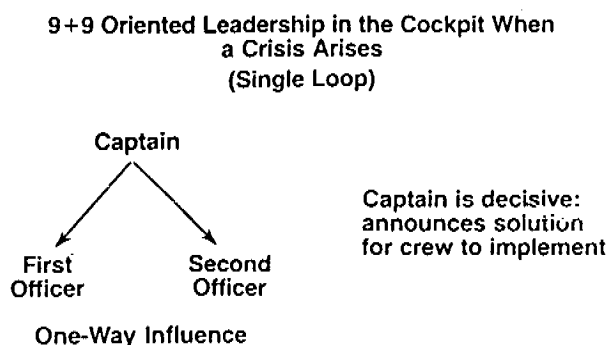 9+9 Oriented Leadership in the Cockpit When
a Crisis Arises
(Single Loop)
Captain
First
Officer
Second
Officer
One-Way Influence
Captain is decisive:
announces solution
for crew to implement